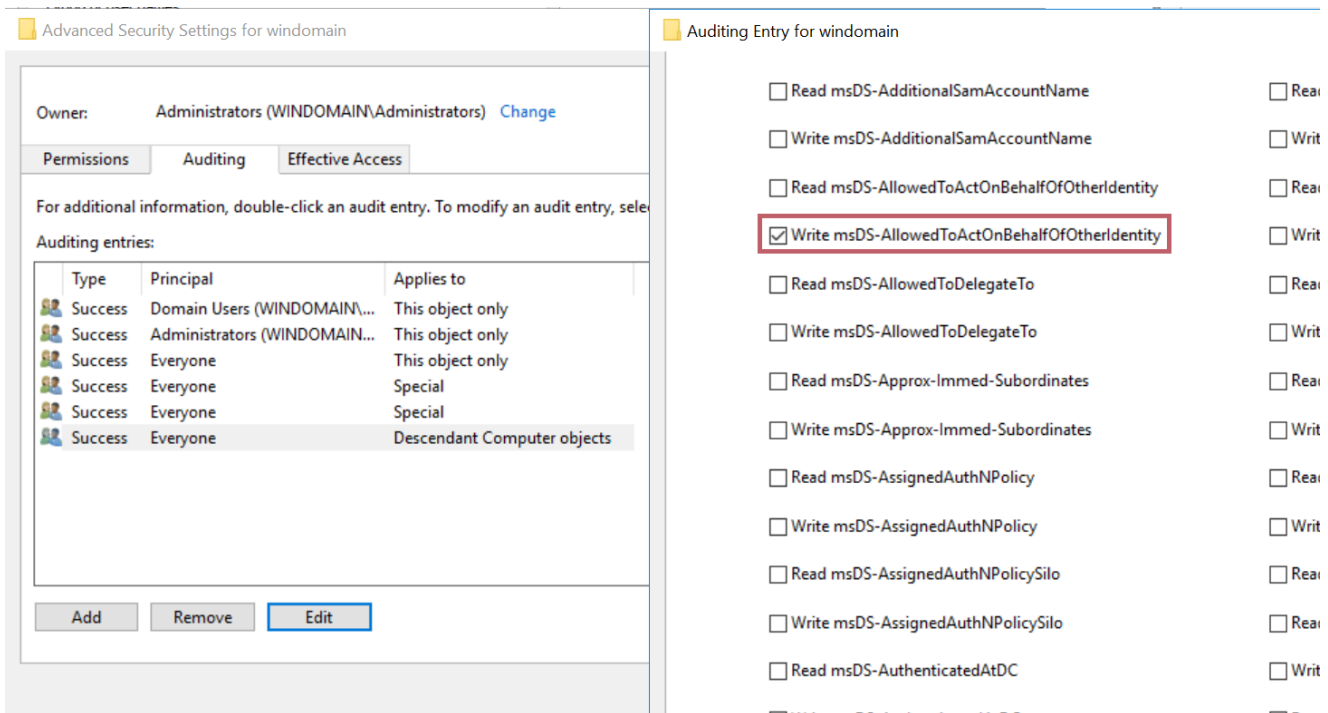 Advanced Security Settings for windomain
Owner: Administrators (WINDOMAIN\Administrators) Change
Permissions Auditing Effective Access
For additional information, double-click an audit entry. To modify an audit entry,
Auditing entries:
Type Principal Applies to
Success Domain Users (WINDOMAIN\... This object only
Success Administrators (WINDOMAIN... This object only
Success Everyone This object only
Success Everyone Special
Success Everyone Special
Success Everyone Descendant Computer objects
Add Remove Edit
Auditing Entry for windomain
Read msDS-AdditionalSamAccountName
Write msDS-AdditionalSamAccountName
Read msDS-AllowedToActOnBehalfOfOtherIdentity
Write msDS-AllowedToActOnBehalfOfOtherIdentity
Read msDS-AllowedToDelegateTo
Write msDS-AllowedToDelegateTo
Read msDS-Approx-Immed-Subordinates
Write msDS-Approx-Immed-Subordinates
Read msDS-AssignedAuthNPolicy
Write msDS-AssignedAuthNPolicy
Read msDS-AssignedAuthNPolicySilo
Write msDS-AssignedAuthNPolicySilo
Read msDS-AuthenticatedAtDC